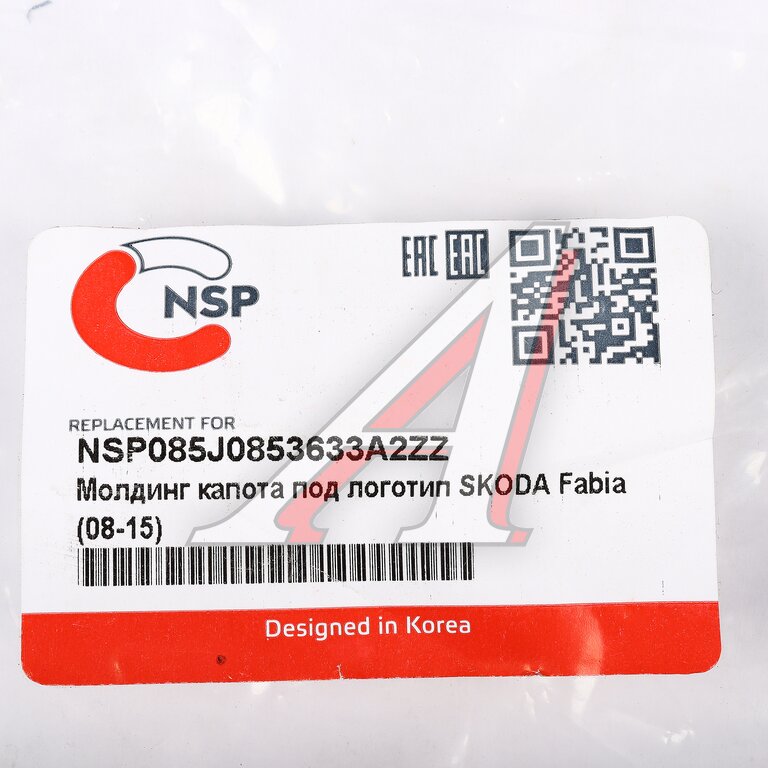 NSP
EAC EAC
REPLACEMENT FOR
NSP085J0853633A2ZZ
Молдинг капота под логотип SKODA Fabia
(08-15)
Designed in Korea